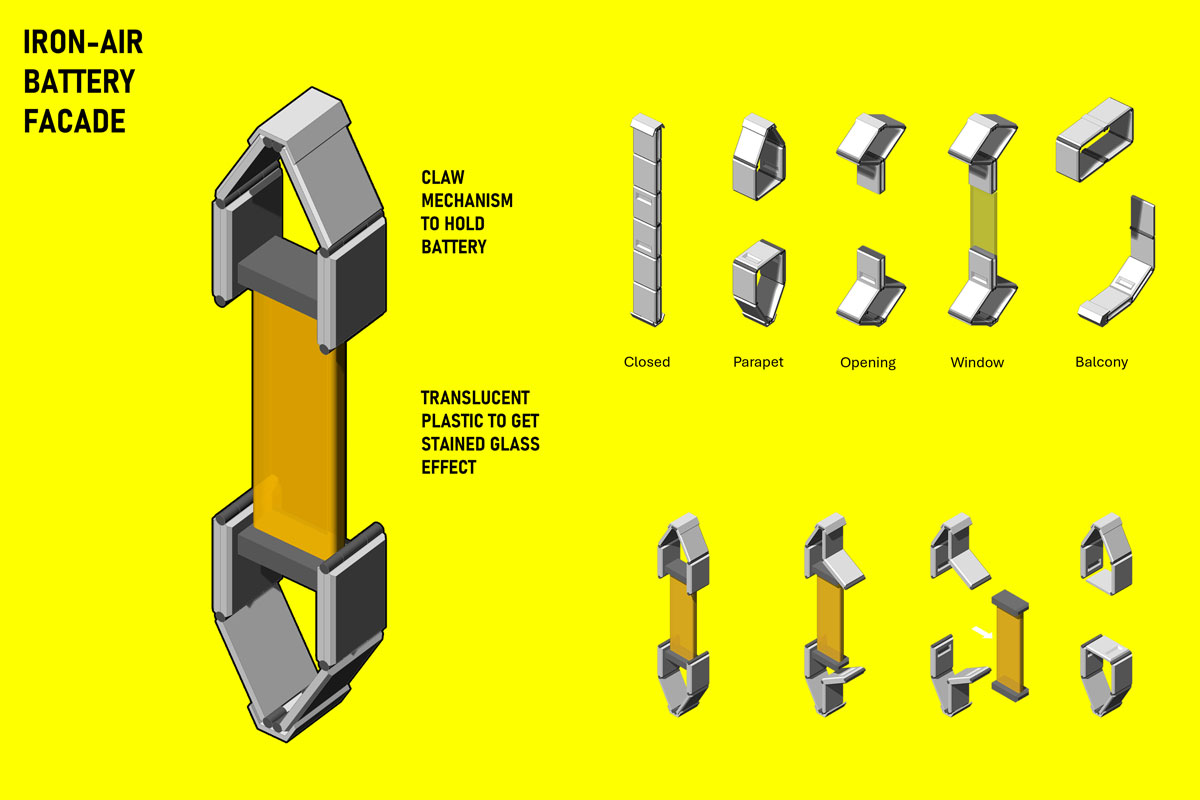 IRON-AIR
BATTERY
FACADE
CLAW
MECHANISM
TO HOLD
BATTERY
TRANSLUCENT
PLASTIC TO GET
STAINED GLASS
EFFECT
Closed
Parapet
Opening
Window
Balcony